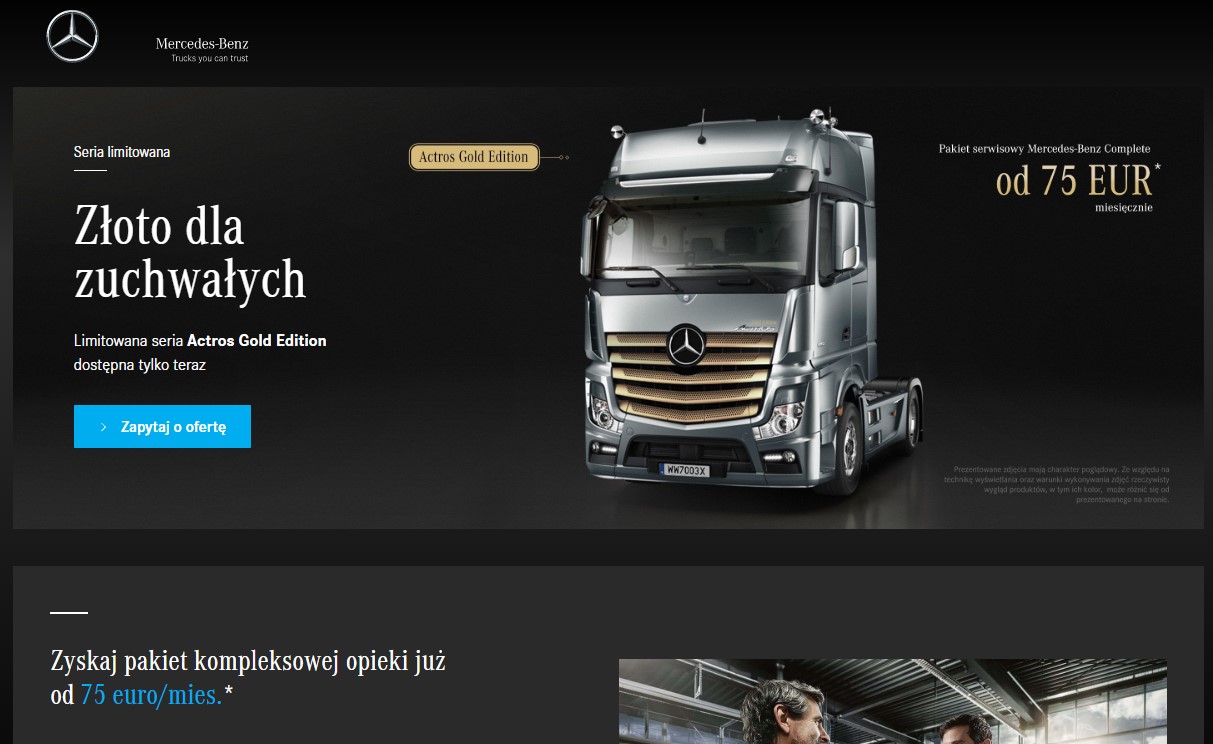 Mercedes-Benz
Trucks you can trust
Seria limitowana
Złoto dla
zuchwałych
Limitowana seria Actros Gold Edition
dostępna tylko teraz
Zapytaj o ofertę
Actros Gold Edition
Pakiet serwisowy Mercedes-Benz Complete
od 75 EUR*
miesięcznie
WW7003X
Prezentowane zdjęcia mają charakter poglądowy. Ze względu na
technikę wyświetlania oraz warunki wykonywania zdjęć rzeczywisty
wygląd produktów, w tym ich kolor, może różnić się od
prezentowanego na stronie.
Zyskaj pakiet kompleksowej opieki już
od 75 euro/mies.*